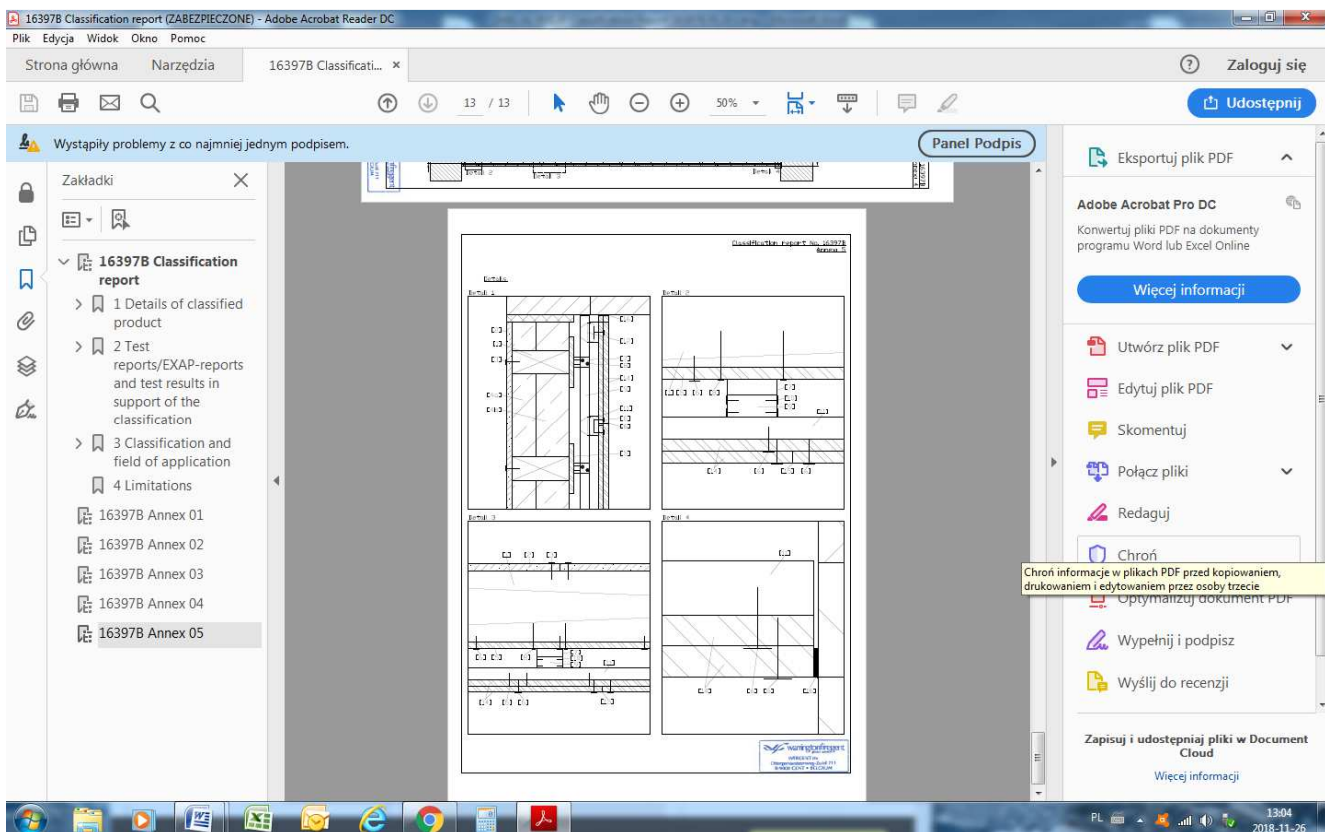 16397B Classification report (ZABEZPIECZONE) - Adobe Acrobat Reader DC
Plik Edycja Widok Okno Pomoc
Strona główna Narzędzia 16397B Classificati... ×
Zaloguj się
13 / 13
50%
Udostępnij
Wystąpiły problemy z co najmniej jednym podpisem.
Panel Podpis
Zakładki
16397B Classification
report
1 Details of classified
product
2 Test
reports/EXAP-reports
and test results in
support of the
classification
3 Classification and
field of application
4 Limitations
16397B Annex 01
16397B Annex 02
16397B Annex 03
16397B Annex 04
16397B Annex 05
Detail 2
Detail 3
Classification report No. 16397B
Annex 5
Details
Detail 1
Detail 2
Detail 3
Detail 4
Eksportuj plik PDF
Adobe Acrobat Pro DC
Konwertuj pliki PDF na dokumenty
programu Word lub Excel Online
Więcej informacji
Utwórz plik PDF
Edytuj plik PDF
Skomentuj
Połącz pliki
Redaguj
Chroń
Chroń informacje w plikach PDF przed kopiowaniem,
drukowaniem i edytowaniem przez osoby trzecie
Optymalizuj dokument PDF
Wypełnij i podpisz
Wyślij do recenzji
Zapisuj i udostępniaj pliki w Document
Cloud
Więcej informacji
PL
13:04
2018-11-26